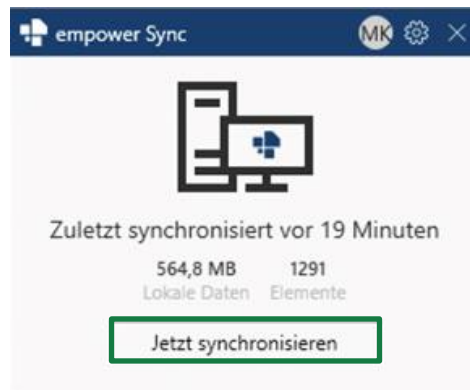 empower Sync MK
Zuletzt synchronisiert vor 19 Minuten
564,8 MB 1291
Lokale Daten Elemente
Jetzt synchronisieren